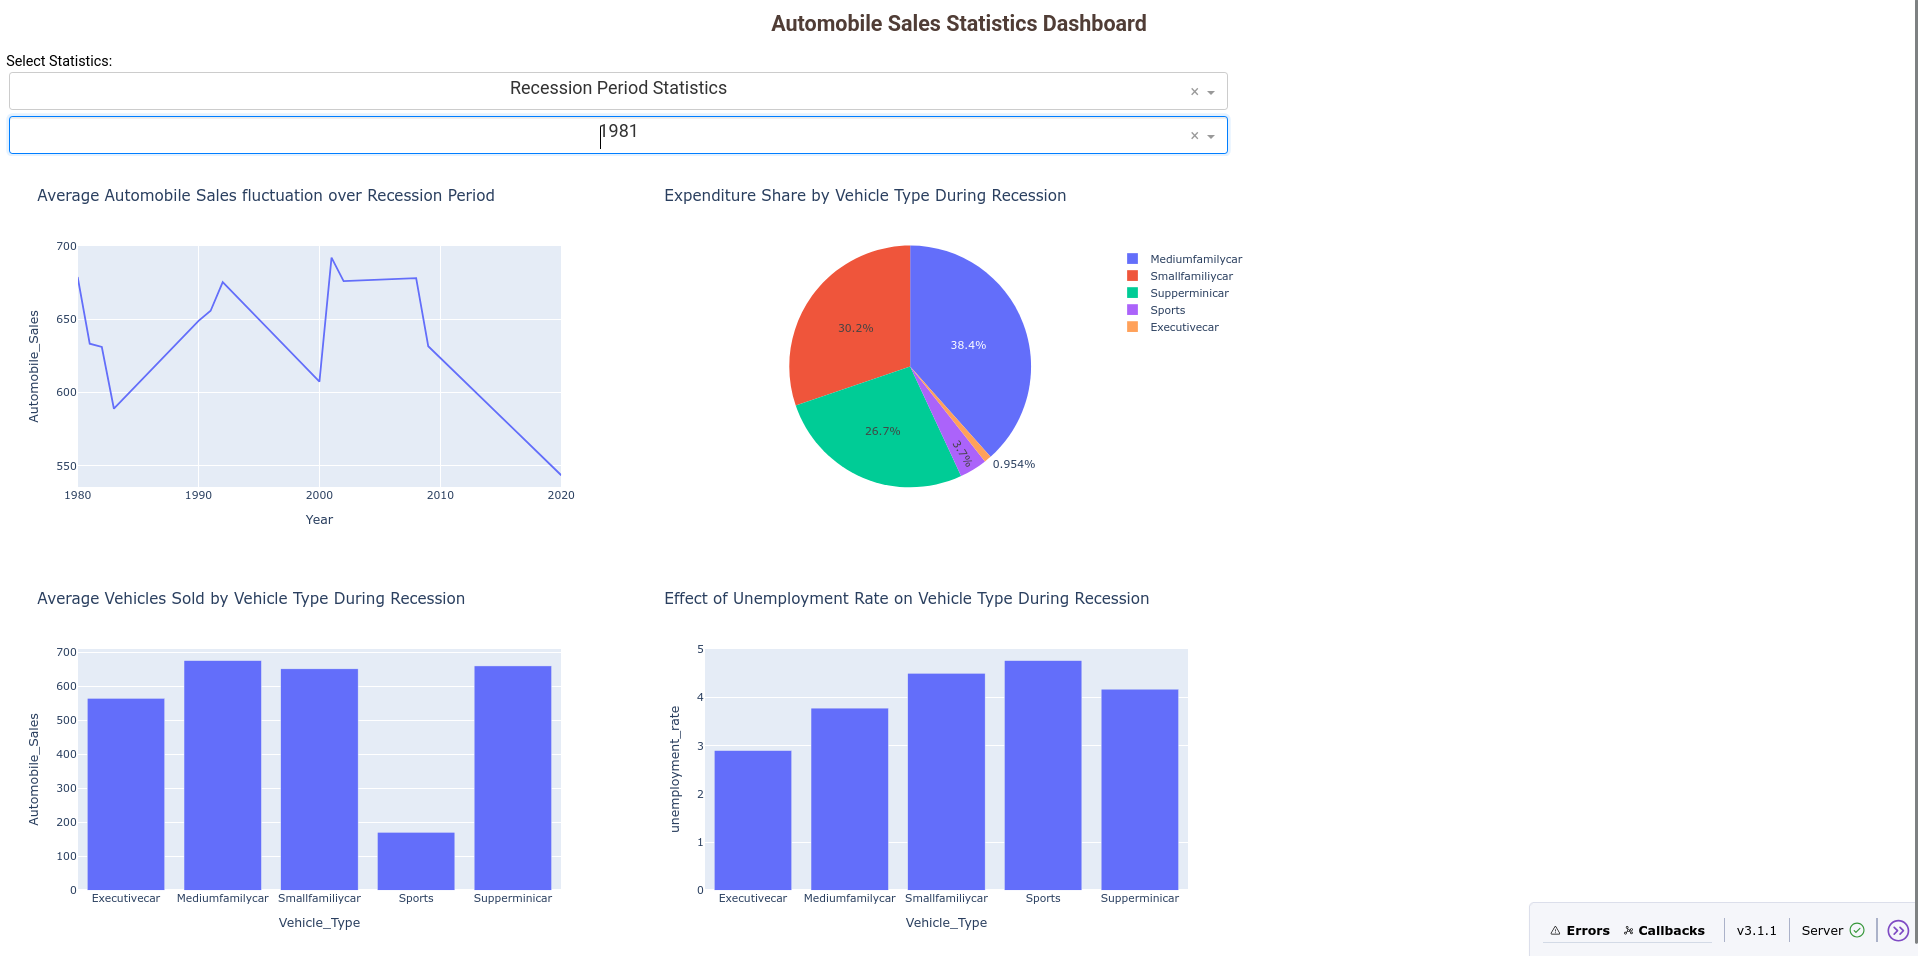 Automobile Sales Statistics Dashboard
Select Statistics:
Recession Period Statistics
×
1981
×
Average Automobile Sales fluctuation over Recession Period
700
650
600
550
Automobile_Sales
1980 1990 2000 2010 2020
Year
Expenditure Share by Vehicle Type During Recession
38.4%
30.2%
26.7%
3.7%
0.954%
Mediumfamilycar
Smallfamiliycar
Supperminicar
Sports
Executivecar
Average Vehicles Sold by Vehicle Type During Recession
700
600
500
400
300
200
100
0
Automobile_Sales
Executivecar Mediumfamilycar Smallfamiliycar Sports Supperminicar
Vehicle_Type
Effect of Unemployment Rate on Vehicle Type During Recession
5
4
3
2
1
0
unemployment_rate
Executivecar Mediumfamilycar Smallfamiliycar Sports Supperminicar
Vehicle_Type
Errors Callbacks v3.1.1 Server